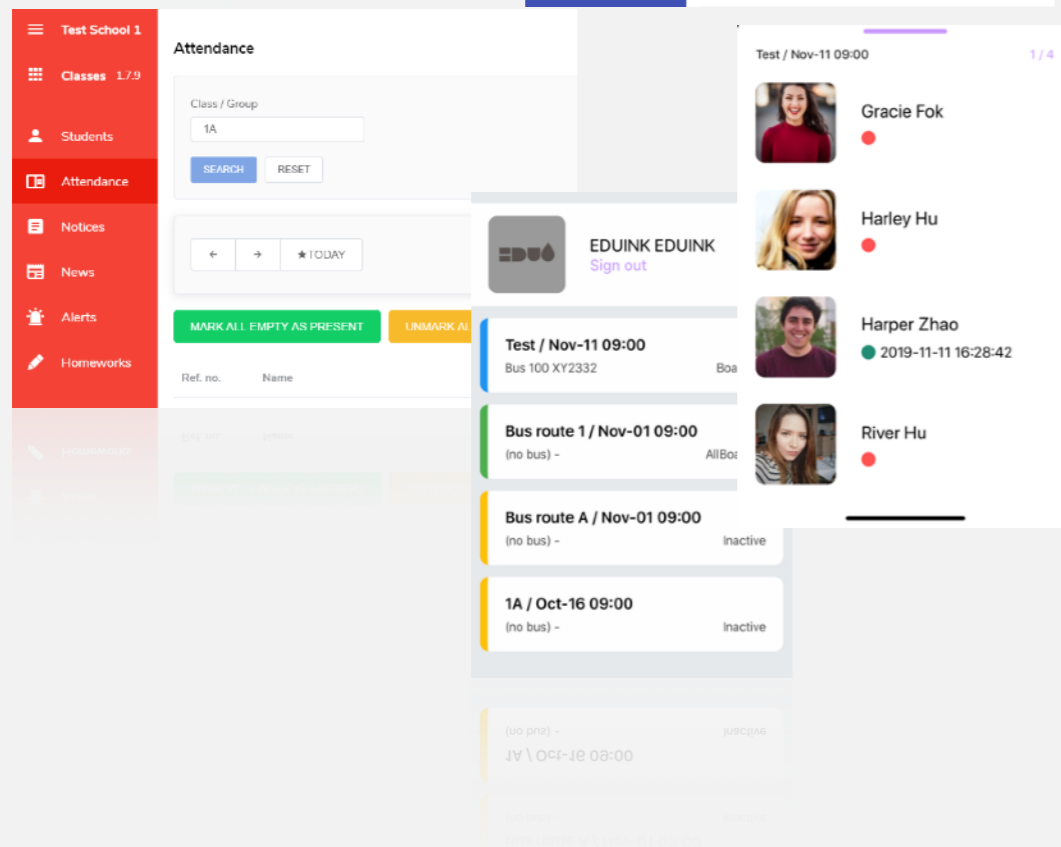 Test School 1
Classes 1.7.9
Students
Attendance
Notices
News
Alerts
Homeworks
Attendance
Class / Group
1A
SEARCH RESET
← → ★TODAY
MARK ALL EMPTY AS PRESENT UNMARK AL
Ref. no. Name
EDUINK EDUINK
Sign out
Test / Nov-11 09:00
Bus 100 XY2332 Boa
Bus route 1 / Nov-01 09:00
(no bus) - AllBoa
Bus route A / Nov-01 09:00
(no bus) - Inactive
1A / Oct-16 09:00
(no bus) - Inactive
Test / Nov-11 09:00 1 / 4
Gracie Fok
Harley Hu
Harper Zhao
2019-11-11 16:28:42
River Hu